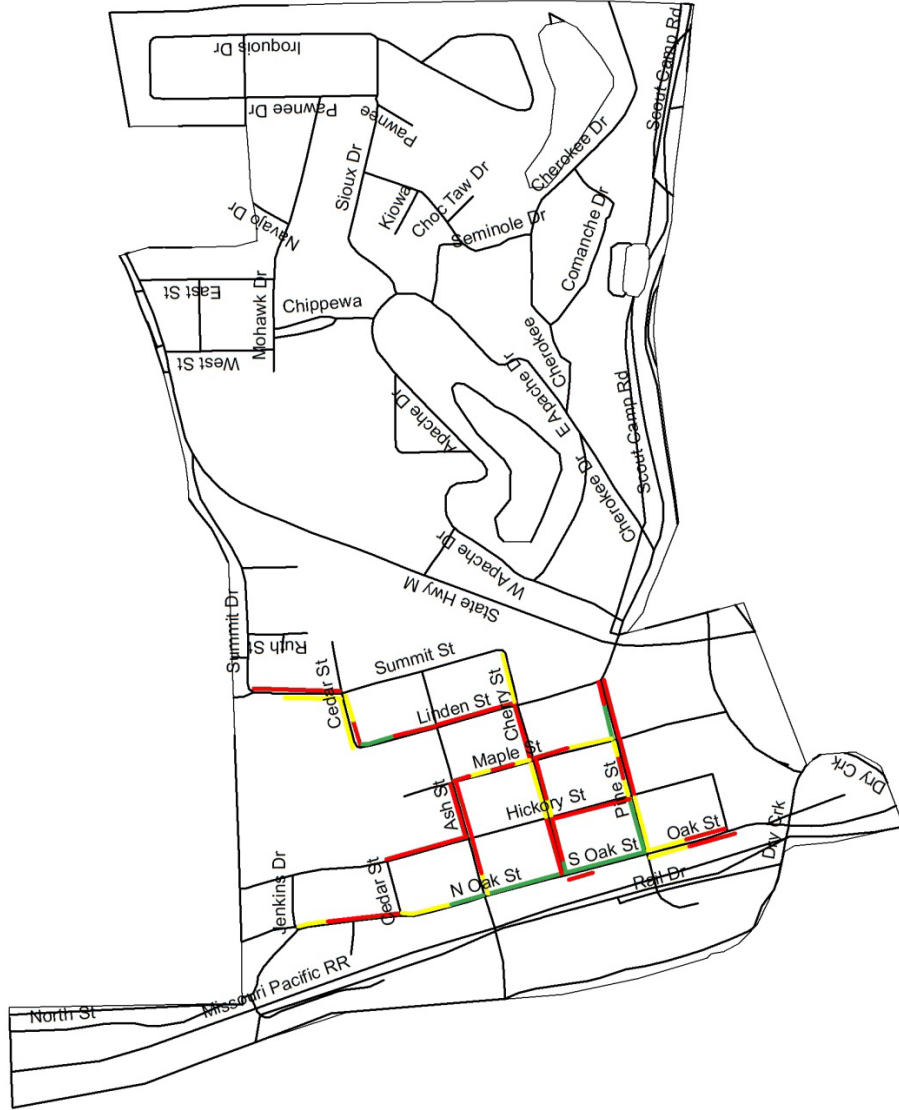 Iroquois Dr
Scout Camp Rd
Pawnee Dr
Pawnee
Pawnee
Sioux Dr
Cherokee Dr
Kiowa
Choc Taw Dr
Navajo Dr
Seminole Dr
Comanche Dr
East St
Mohawk Dr
Chippewa
West St
Cherokee
E Apache Dr
Apache Dr
Scout Camp Rd
Cherokee Dr
W Apache Dr
State Hwy M
Summit Dr
Ruth St
Cedar St
Summit St
Linden St
Cherry St
Maple St
Ash St
Hickory St
Pine St
Dry Crk
Jenkins Dr
Cedar St
N Oak St
S Oak St
Oak St
Dry Crk
Rail Dr
Missouri Pacific RR
North St